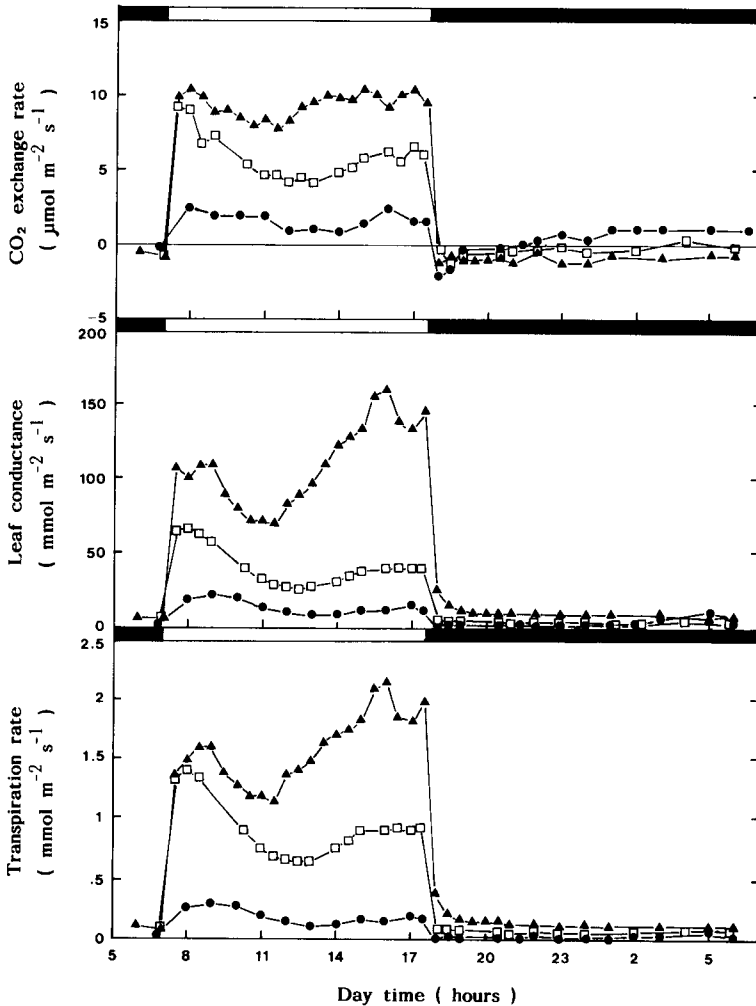 15
10
5
0
−5
CO₂ exchange rate
( μmol m⁻² s⁻¹ )
200
150
100
50
0
Leaf conductance
( mmol m⁻² s⁻¹ )
2.5
2
1.5
1
.5
0
Transpiration rate
( mmol m⁻² s⁻¹ )
5 8 11 14 17 20 23 2 5
Day time ( hours )